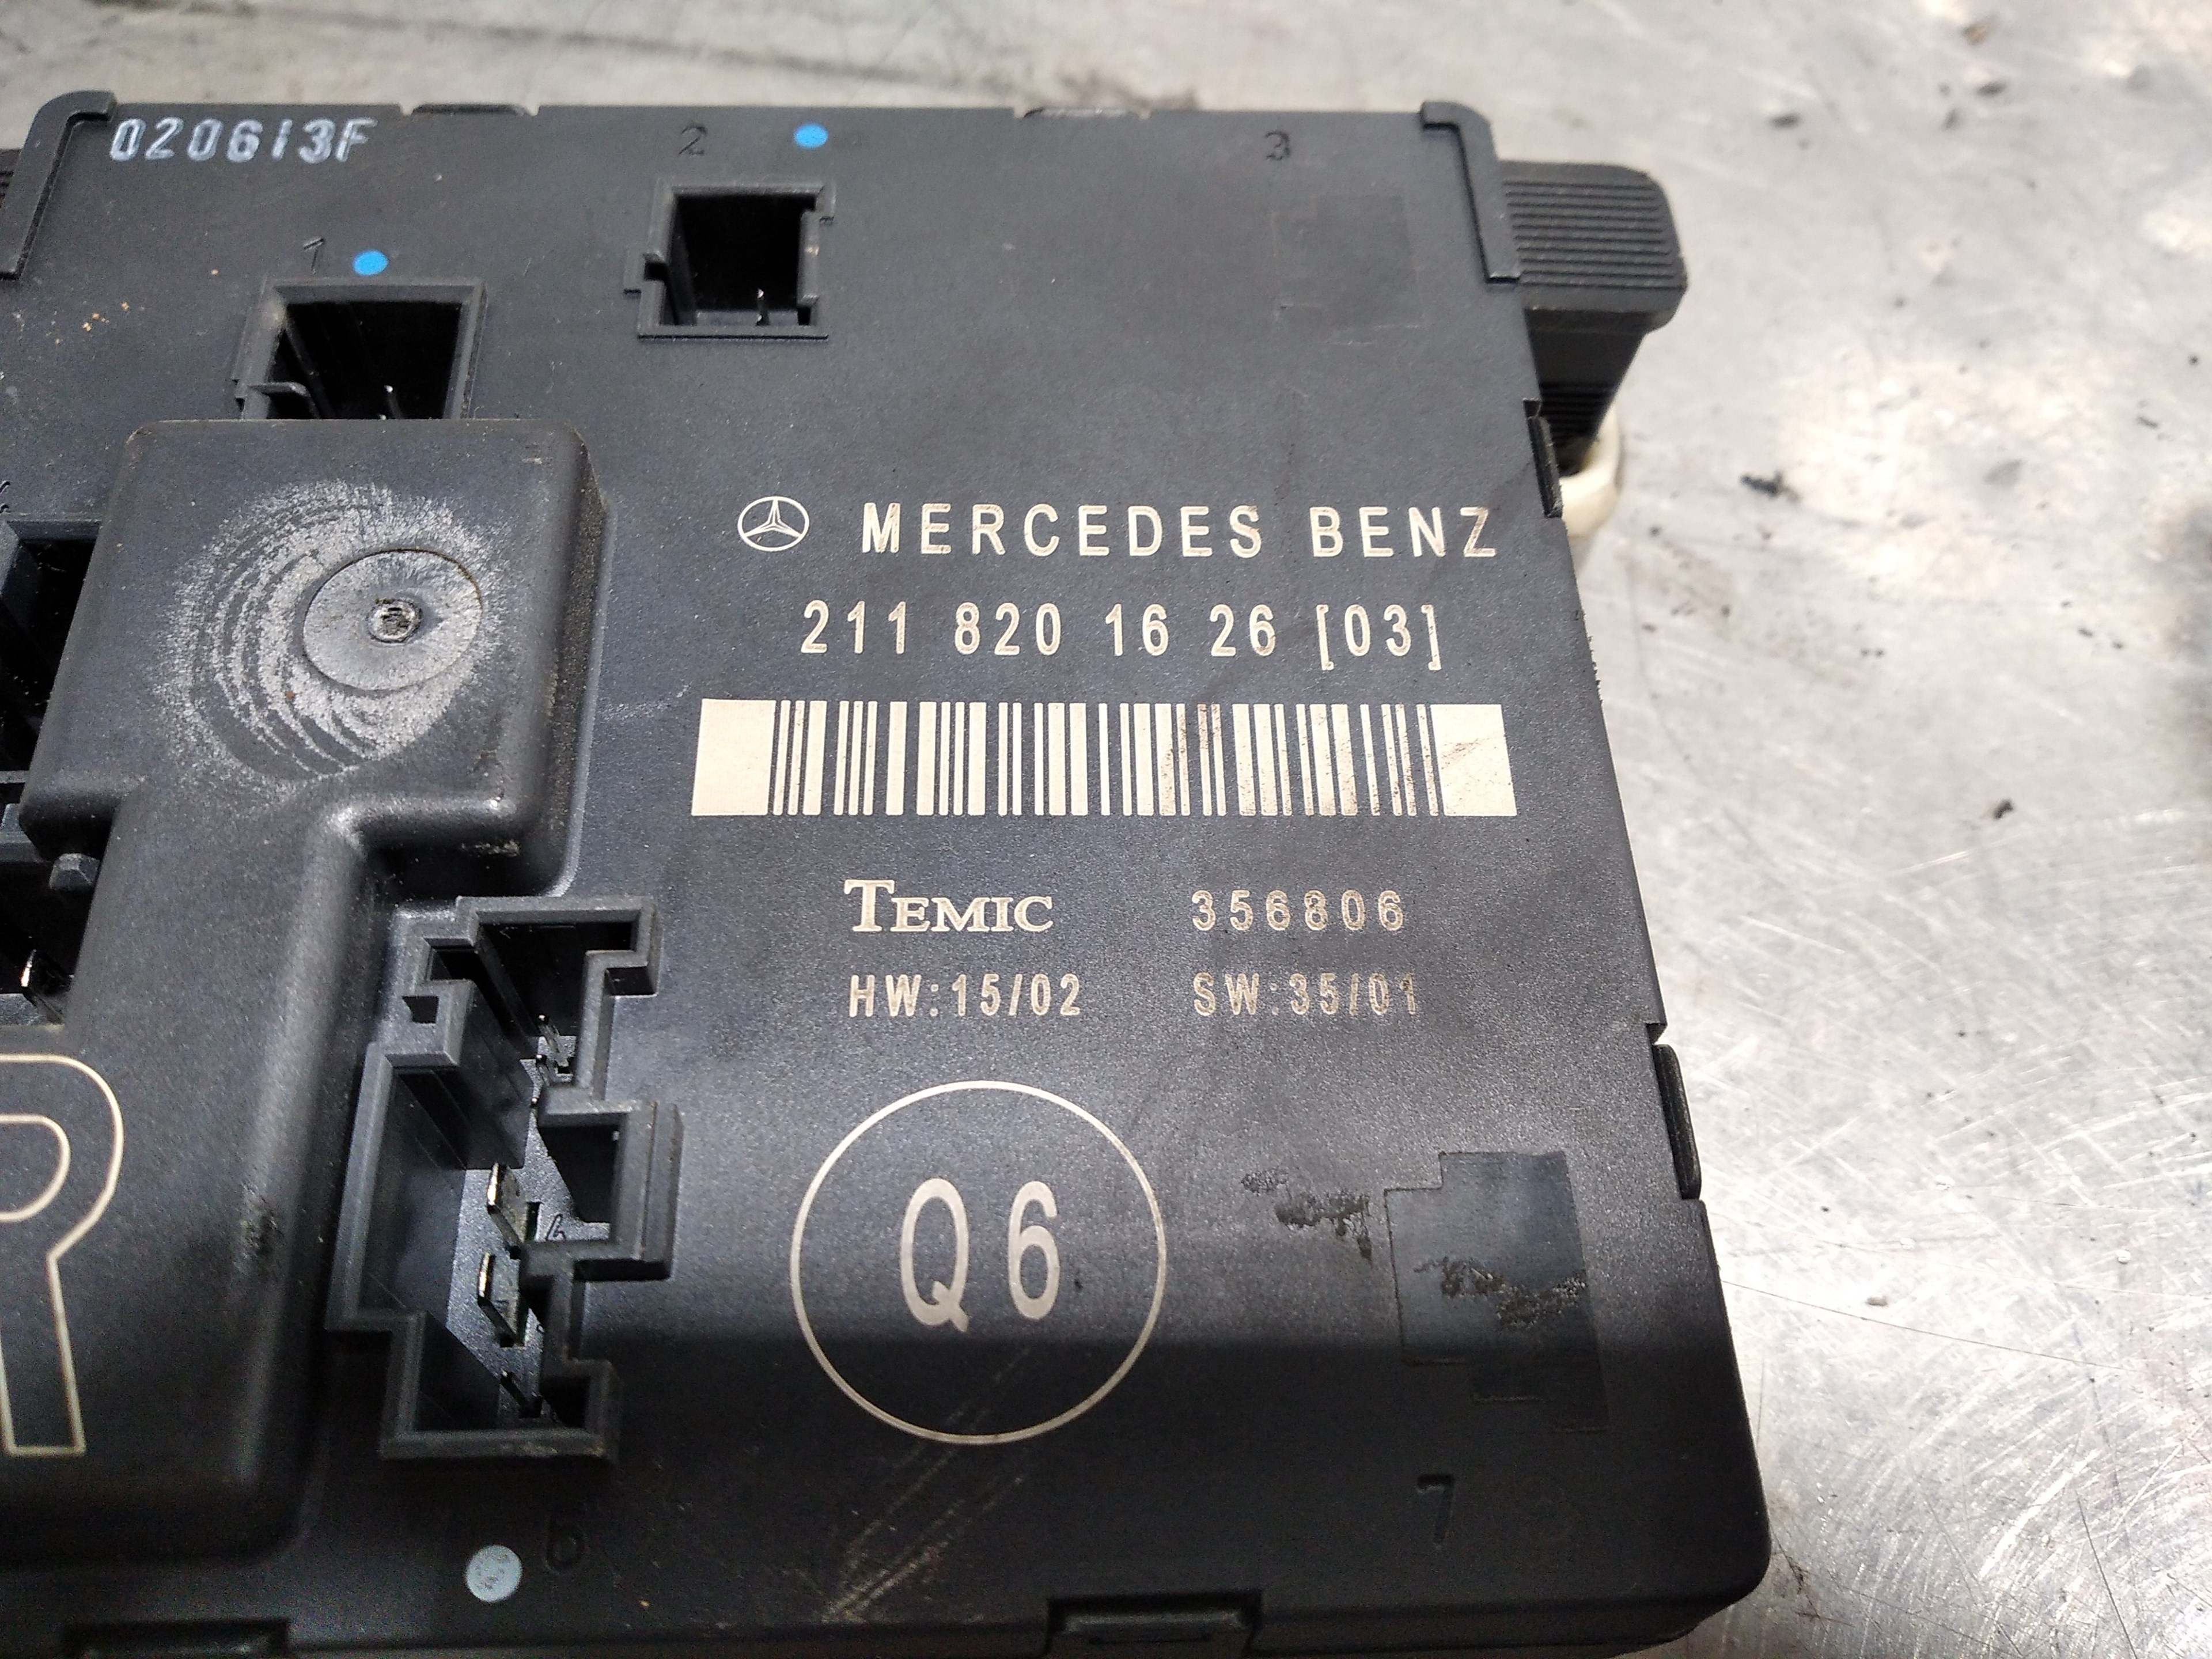 020613F
2
3
1
MERCEDES BENZ
211 820 16 26 [03]
TEMIC 356806
HW:15/02 SW:35/01
R
Q6
6
7